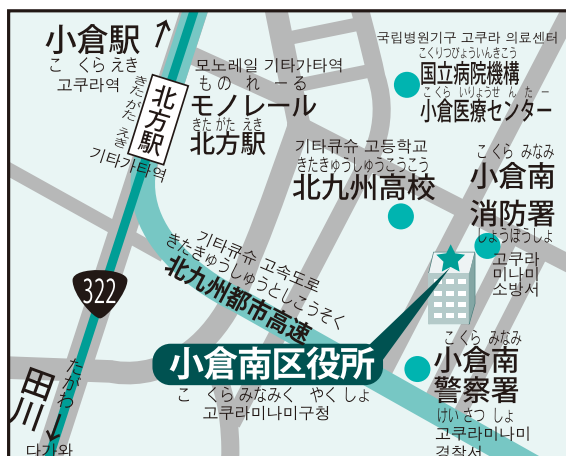 小倉駅
こ くら えき
고쿠라역
きた がた えき
北方駅
기타가타역
모노레일 기타가타역
もの れ ー る
モノレール
きた がた えき
北方駅
국립병원기구 고쿠라 의료센터
こくりつびょういんきこう
国立病院機構
こくら いりょうせ ん た ー
小倉医療センター
기타큐슈 고등학교
きたきゅうしゅうこうこう
北九州高校
こ くら みなみ
小倉南
消防署
しょうぼうしょ
고쿠라
미나미
소방서
기타큐슈 고속도로
きたきゅうしゅうとしこうそく
北九州都市高速
322
小倉南区役所
こ くら みなみく やく しょ
고쿠라미나미구청
こ くら みなみ
小倉南
警察署
けい さつ しょ
고쿠라미나미
경찰서
たがわ
田川
다가와